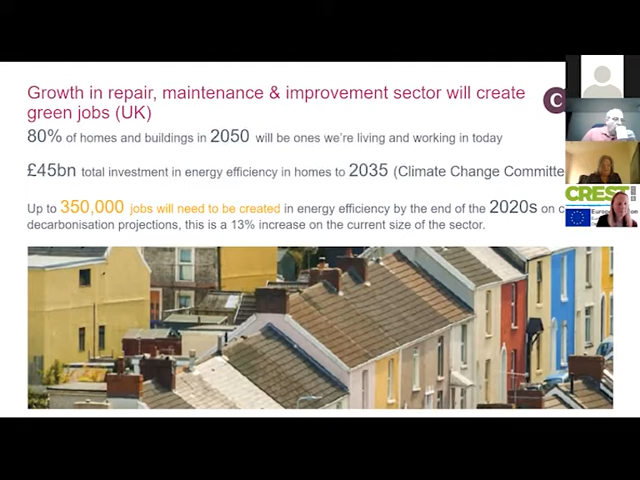 Growth in repair, maintenance & improvement sector will create
green jobs (UK)
80% of homes and buildings in 2050 will be ones we're living and working in today
£45bn total investment in energy efficiency in homes to 2035 (Climate Change Committe
Up to 350,000 jobs will need to be created in energy efficiency by the end of the 2020s on
decarbonisation projections, this is a 13% increase on the current size of the sector.
C
CREST